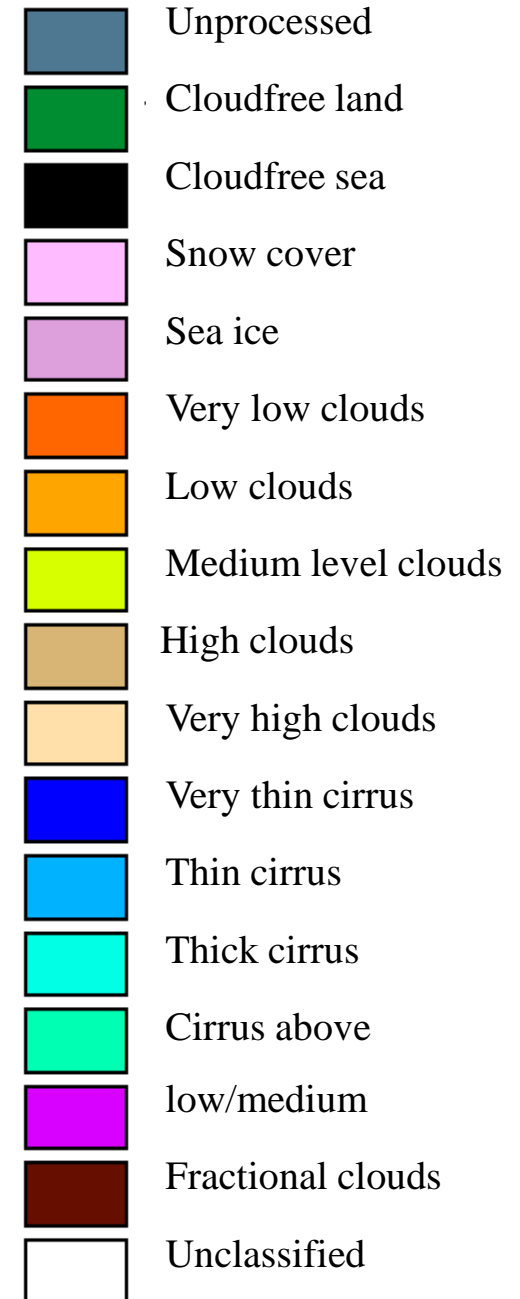 Unprocessed
Cloudfree land
Cloudfree sea
Snow cover
Sea ice
Very low clouds
Low clouds
Medium level clouds
High clouds
Very high clouds
Very thin cirrus
Thin cirrus
Thick cirrus
Cirrus above
low/medium
Fractional clouds
Unclassified